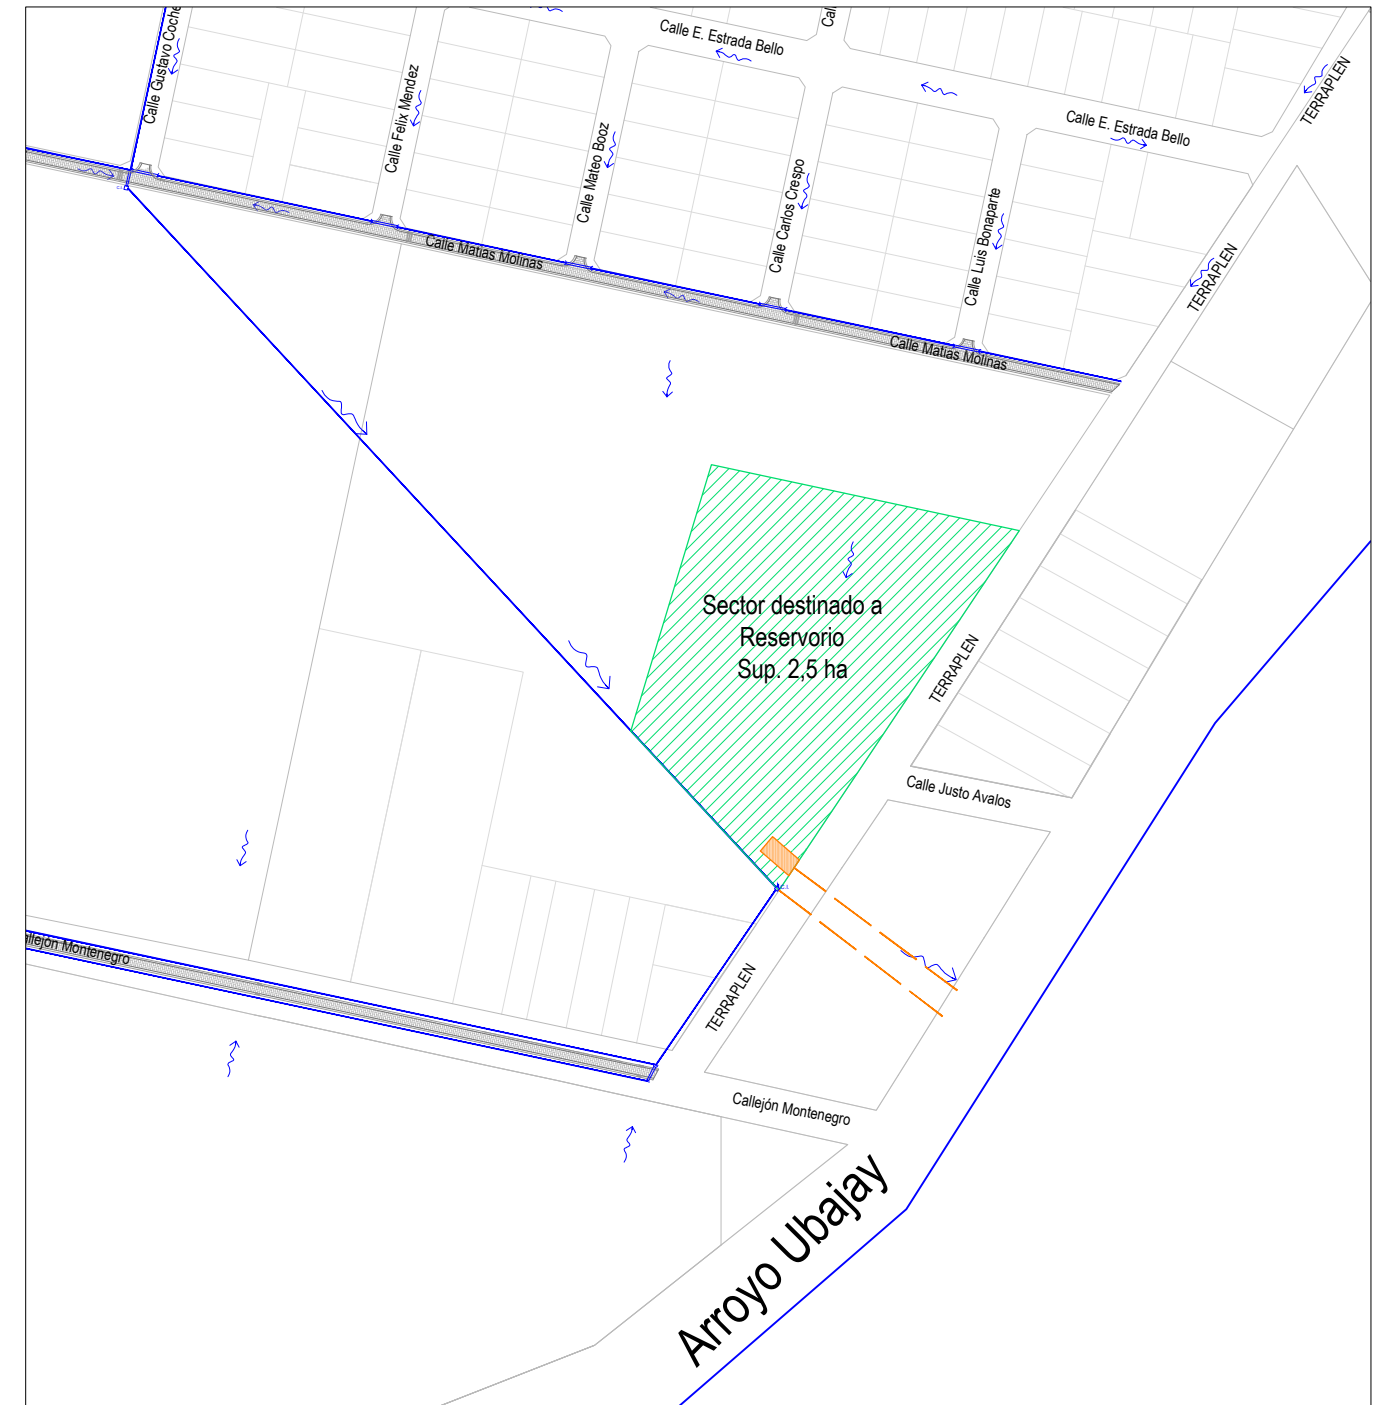 Calle Gustavo Coche
Calle E. Estrada Bello
Cal
Calle Felix Mendez
Calle Mateo Booz
Calle Carlos Crespo
Calle Luis Bonaparte
Calle E. Estrada Bello
TERRAPLEN
TERRAPLEN
Calle Matias Molinas
Calle Matias Molinas
Sector destinado a
Reservorio
Sup. 2,5 ha
TERRAPLEN
Calle Justo Avalos
allejón Montenegro
TERRAPLEN
Callejón Montenegro
Arroyo Ubajay